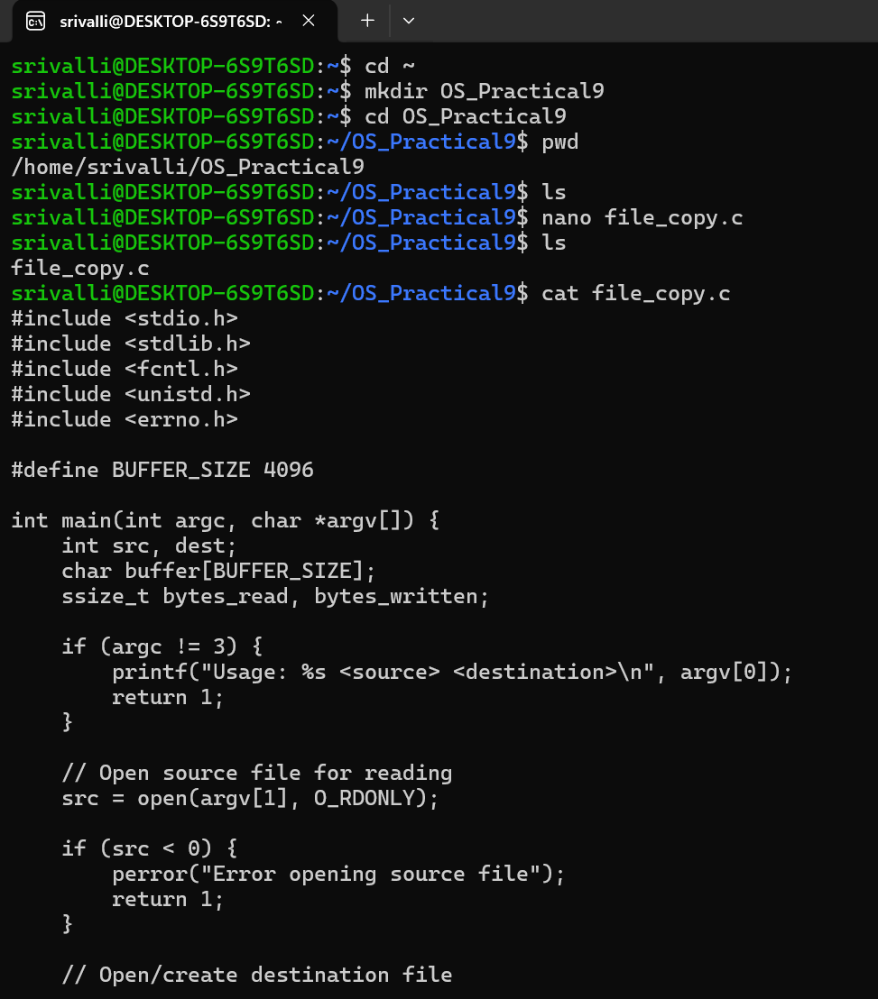 srivalli@DESKTOP-6S9T6SD: ~
srivalli@DESKTOP-6S9T6SD:~$ cd ~
srivalli@DESKTOP-6S9T6SD:~$ mkdir OS_Practical9
srivalli@DESKTOP-6S9T6SD:~$ cd OS_Practical9
srivalli@DESKTOP-6S9T6SD:~/OS_Practical9$ pwd
/home/srivalli/OS_Practical9
srivalli@DESKTOP-6S9T6SD:~/OS_Practical9$ ls
srivalli@DESKTOP-6S9T6SD:~/OS_Practical9$ nano file_copy.c
srivalli@DESKTOP-6S9T6SD:~/OS_Practical9$ ls
file_copy.c
srivalli@DESKTOP-6S9T6SD:~/OS_Practical9$ cat file_copy.c
#include <stdio.h>
#include <stdlib.h>
#include <fcntl.h>
#include <unistd.h>
#include <errno.h>

#define BUFFER_SIZE 4096

int main(int argc, char *argv[]) {
    int src, dest;
    char buffer[BUFFER_SIZE];
    ssize_t bytes_read, bytes_written;

    if (argc != 3) {
        printf("Usage: %s <source> <destination>\n", argv[0]);
        return 1;
    }

    // Open source file for reading
    src = open(argv[1], O_RDONLY);

    if (src < 0) {
        perror("Error opening source file");
        return 1;
    }

    // Open/create destination file